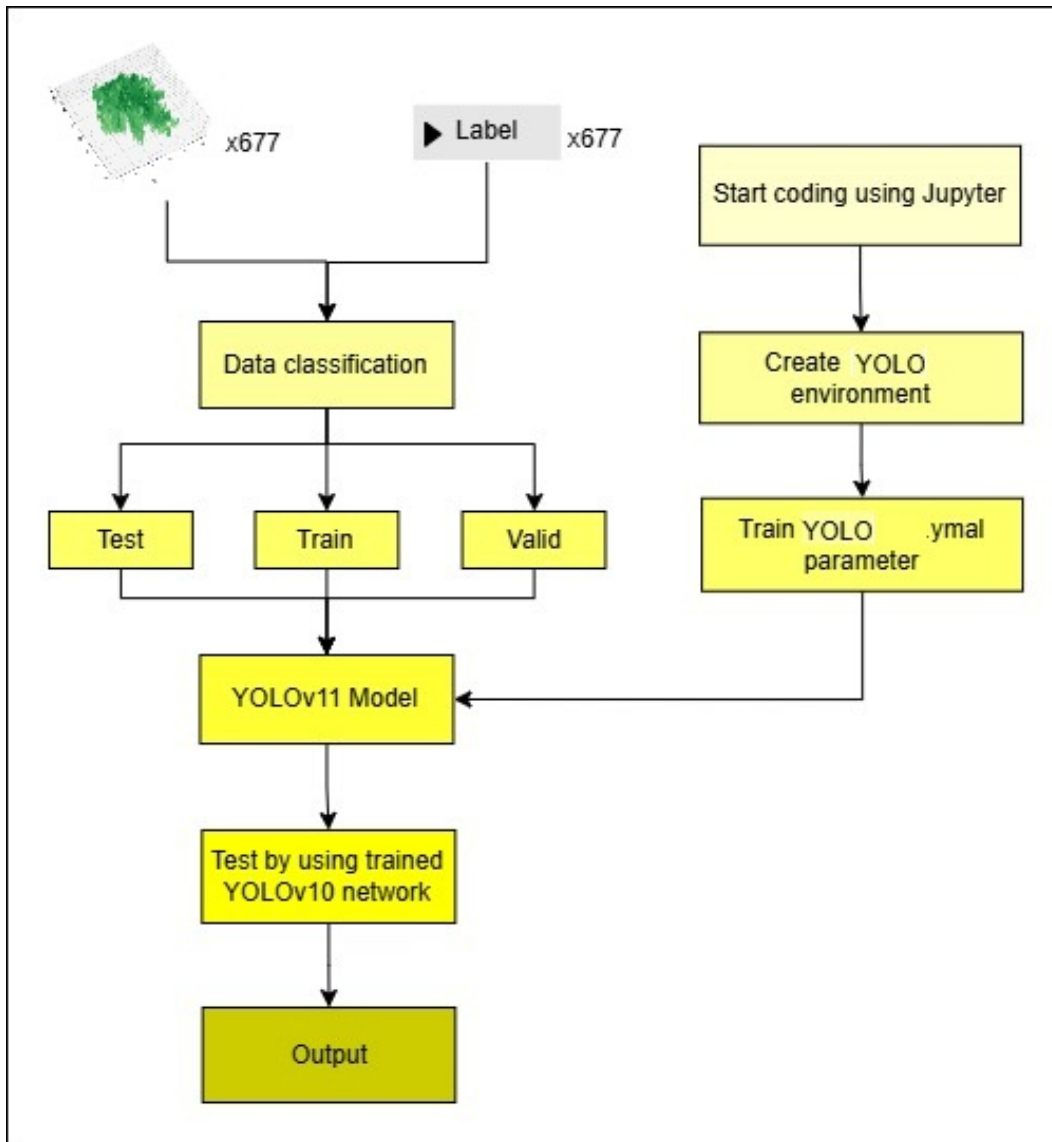 x677
Label
x677
Start coding using Jupyter
Data classification
Create YOLO
environment
Test
Train
Valid
Train YOLO .ymal
parameter
YOLOv11 Model
Test by using trained
YOLOv10 network
Output